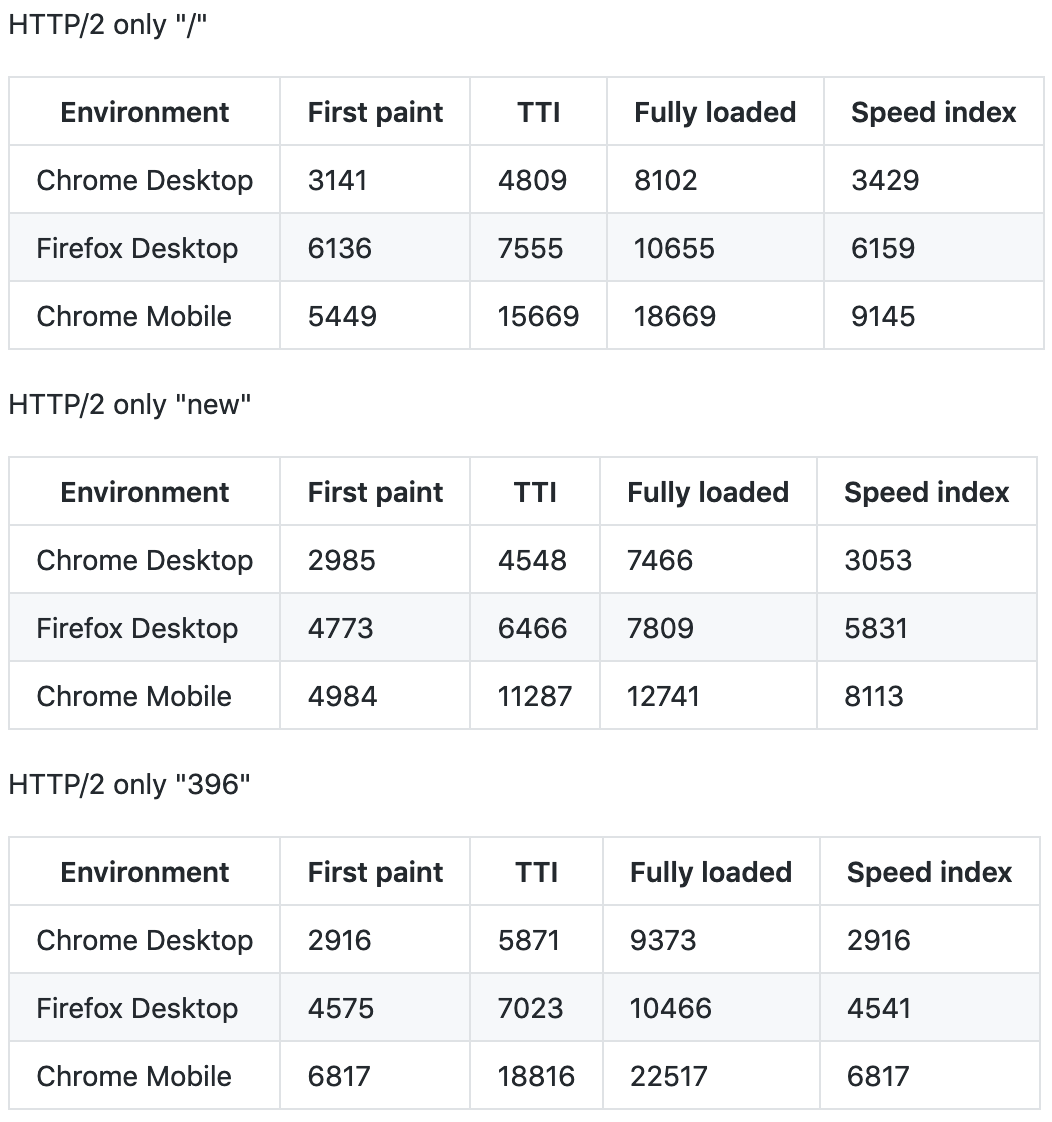 HTTP/2 only "/"
Environment First paint TTI Fully loaded Speed index
Chrome Desktop 3141 4809 8102 3429
Firefox Desktop 6136 7555 10655 6159
Chrome Mobile 5449 15669 18669 9145
HTTP/2 only "new"
Environment First paint TTI Fully loaded Speed index
Chrome Desktop 2985 4548 7466 3053
Firefox Desktop 4773 6466 7809 5831
Chrome Mobile 4984 11287 12741 8113
HTTP/2 only "396"
Environment First paint TTI Fully loaded Speed index
Chrome Desktop 2916 5871 9373 2916
Firefox Desktop 4575 7023 10466 4541
Chrome Mobile 6817 18816 22517 6817